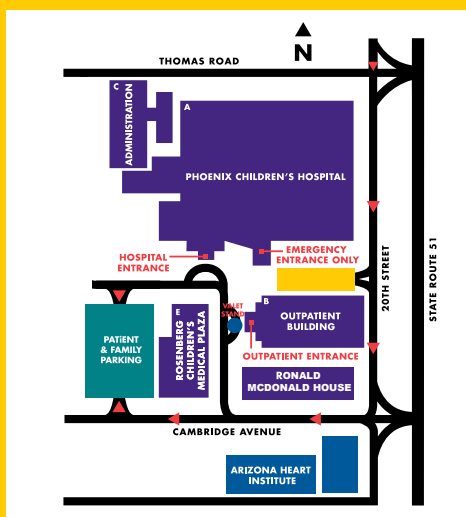 N
THOMAS ROAD
C
ADMINISTRATION
A
PHOENIX CHILDREN'S HOSPITAL
HOSPITAL
ENTRANCE
EMERGENCY
ENTRANCE ONLY
20TH STREET
STATE ROUTE 51
PATIENT
& FAMILY
PARKING
E
ROSENBERG
CHILDREN'S
MEDICAL PLAZA
VALET
STAND
B
OUTPATIENT
BUILDING
OUTPATIENT ENTRANCE
RONALD
MCDONALD HOUSE
CAMBRIDGE AVENUE
ARIZONA HEART
INSTITUTE